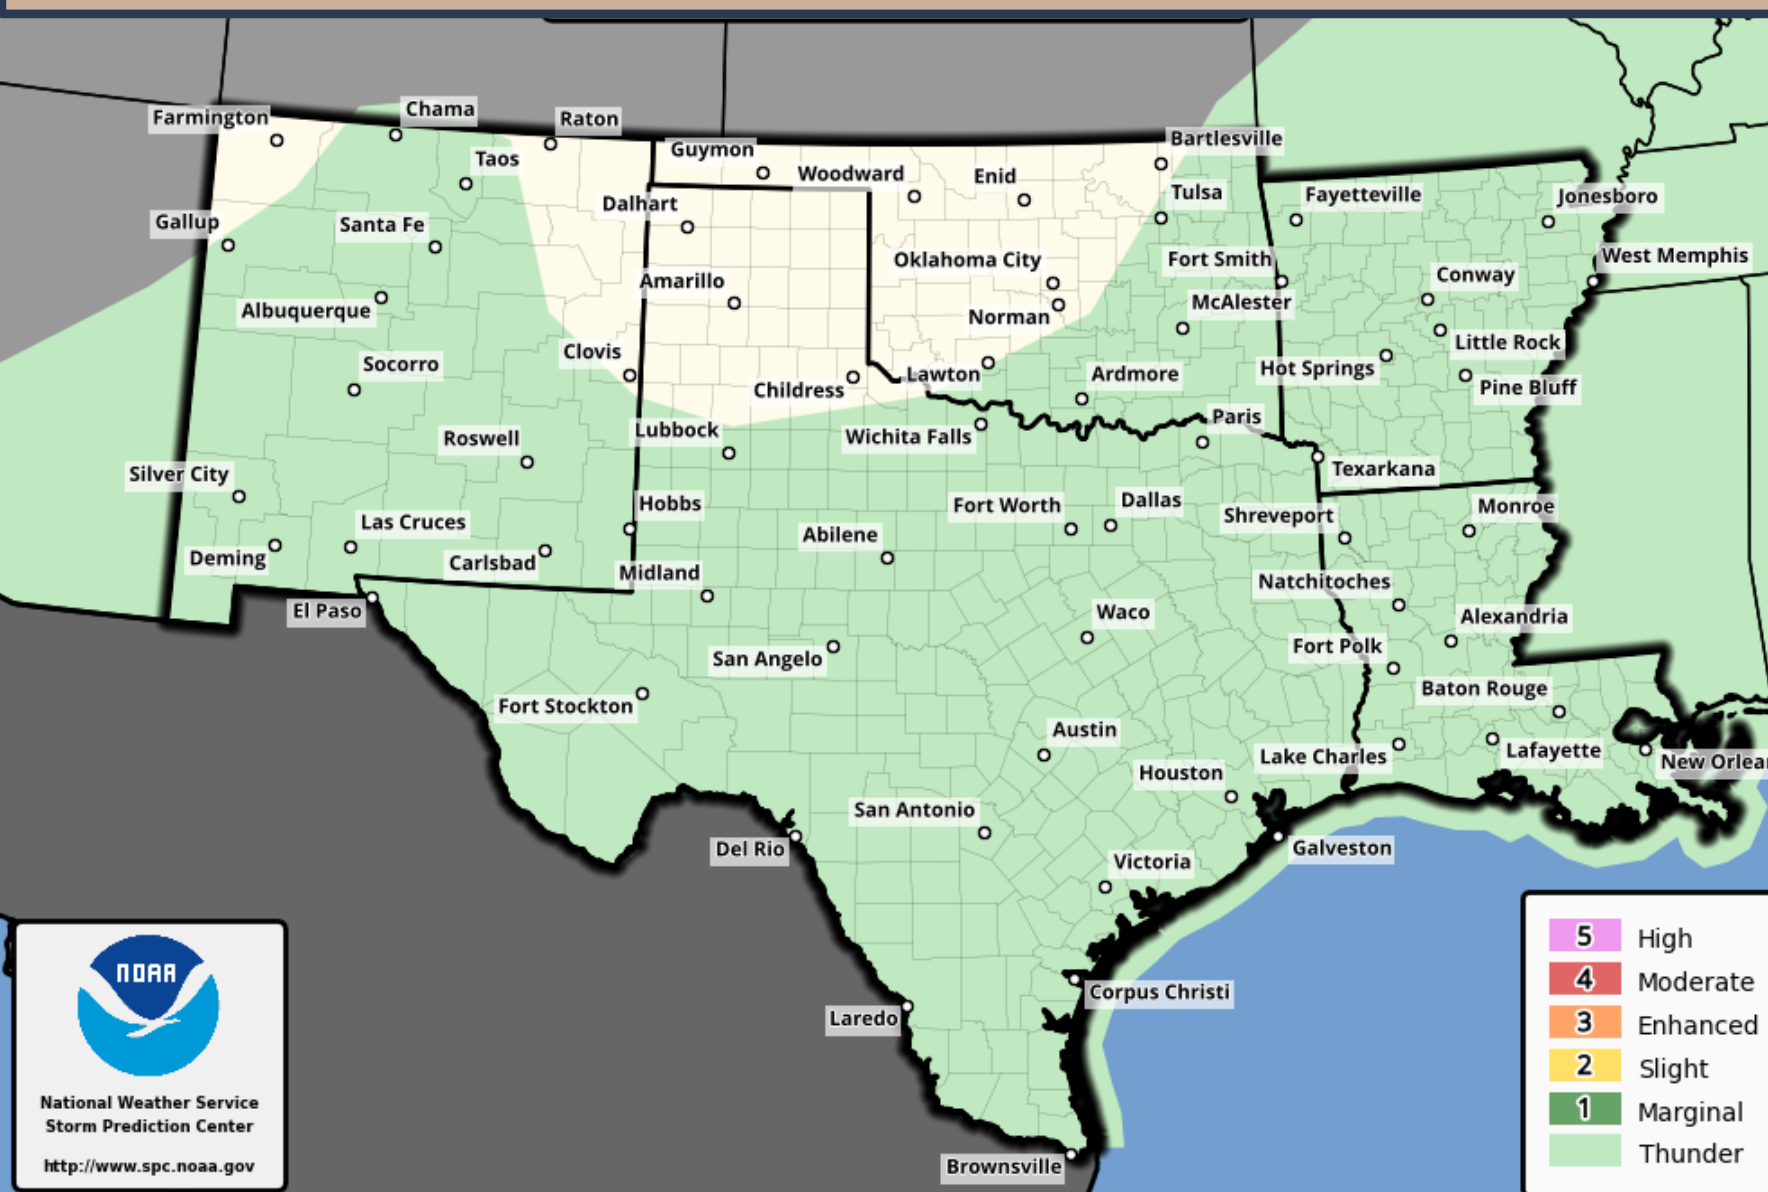 Farmington
Chama
Raton
Guymon
Bartlesville
Taos
Woodward
Enid
Tulsa
Fayetteville
Jonesboro
Gallup
Santa Fe
Dalhart
Oklahoma City
Fort Smith
West Memphis
Albuquerque
Amarillo
Norman
McAlester
Conway
Socorro
Clovis
Childress
Lawton
Ardmore
Hot Springs
Little Rock
Pine Bluff
Roswell
Lubbock
Wichita Falls
Paris
Texarkana
Silver City
Las Cruces
Hobbs
Abilene
Fort Worth
Dallas
Shreveport
Monroe
Deming
Carlsbad
Midland
Natchitoches
El Paso
San Angelo
Waco
Fort Polk
Alexandria
Fort Stockton
Baton Rouge
Austin
Lake Charles
Lafayette
New Orlea
Houston
San Antonio
Del Rio
Galveston
Victoria
Corpus Christi
Laredo
Brownsville
NOAA
National Weather Service
Storm Prediction Center
http://www.spc.noaa.gov
5 High
4 Moderate
3 Enhanced
2 Slight
1 Marginal
Thunder